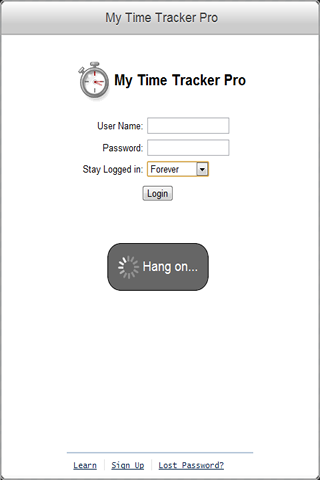 My Time Tracker Pro
My Time Tracker Pro
User Name:
Password:
Stay Logged in: Forever
Login
Hang on...
Learn Sign Up Lost Password?